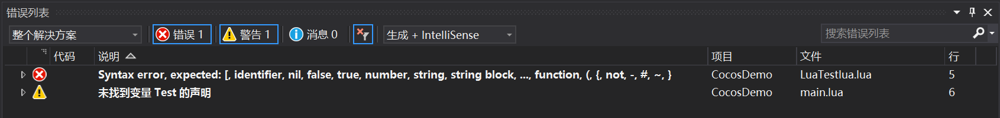 错误列表
整个解决方案 错误 1 警告 1 消息 0 生成 + IntelliSense 搜索错误列表
代码 说明 项目 文件 行
Syntax error, expected: [, identifier, nil, false, true, number, string, string block, ..., function, (, {, not, -, #, ~, } CocosDemo LuaTestlua.lua 5
未找到变量 Test 的声明 CocosDemo main.lua 6